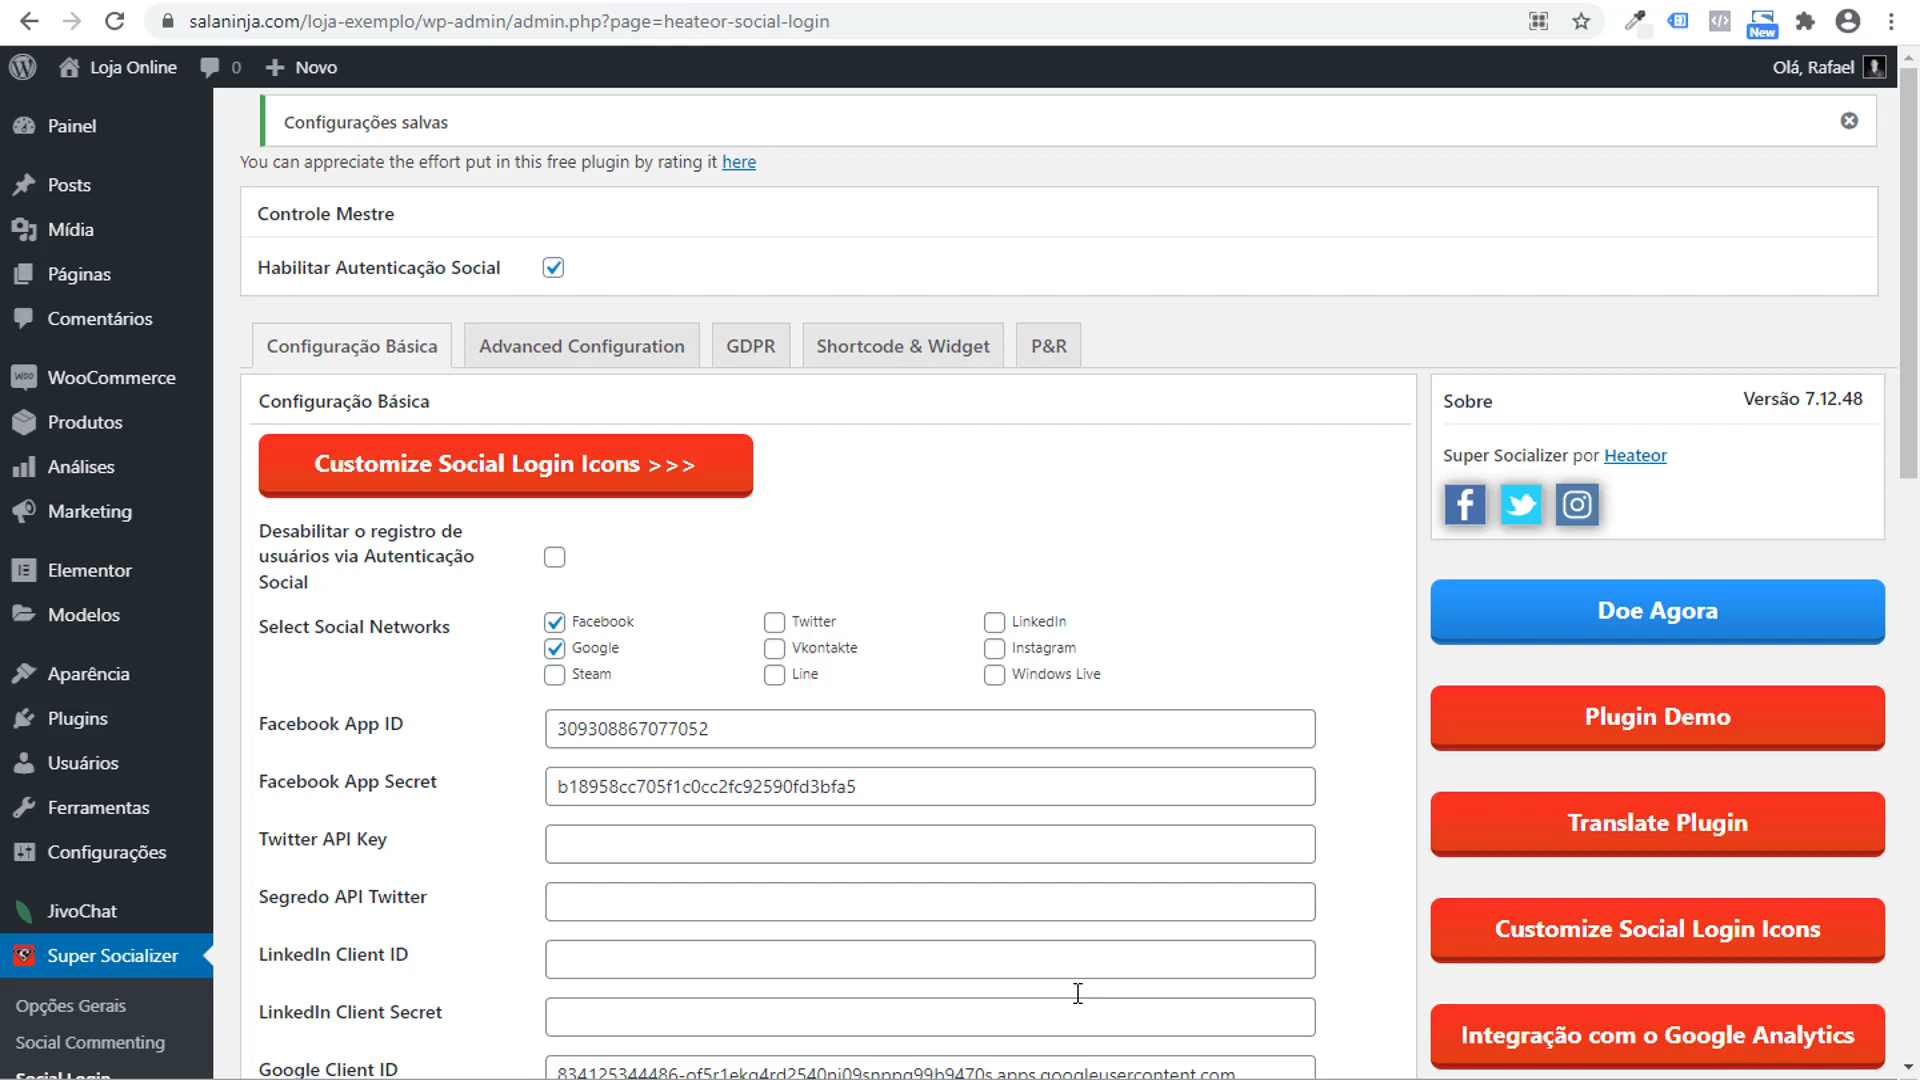 salaninja.com/loja-exemplo/wp-admin/admin.php?page=heateor-social-login
New
Loja Online
0
Novo
Olá, Rafael
Painel
Posts
Mídia
Páginas
Comentários
WooCommerce
Produtos
Análises
Marketing
Elementor
Modelos
Aparência
Plugins
Usuários
Ferramentas
Configurações
JivoChat
Super Socializer
Opções Gerais
Social Commenting
Social Login
Configurações salvas
You can appreciate the effort put in this free plugin by rating it here
Controle Mestre
Habilitar Autenticação Social
Configuração Básica
Advanced Configuration
GDPR
Shortcode & Widget
P&R
Configuração Básica
Customize Social Login Icons >>>
Desabilitar o registro de
usuários via Autenticação
Social
Select Social Networks
Facebook
Twitter
LinkedIn
Google
Vkontakte
Instagram
Steam
Line
Windows Live
Facebook App ID
309308867077052
Facebook App Secret
b18958cc705f1c0cc2fc92590fd3bfa5
Twitter API Key
Segredo API Twitter
LinkedIn Client ID
LinkedIn Client Secret
Google Client ID
Sobre
Versão 7.12.48
Super Socializer por Heateor
Doe Agora
Plugin Demo
Translate Plugin
Customize Social Login Icons
Integração com o Google Analytics